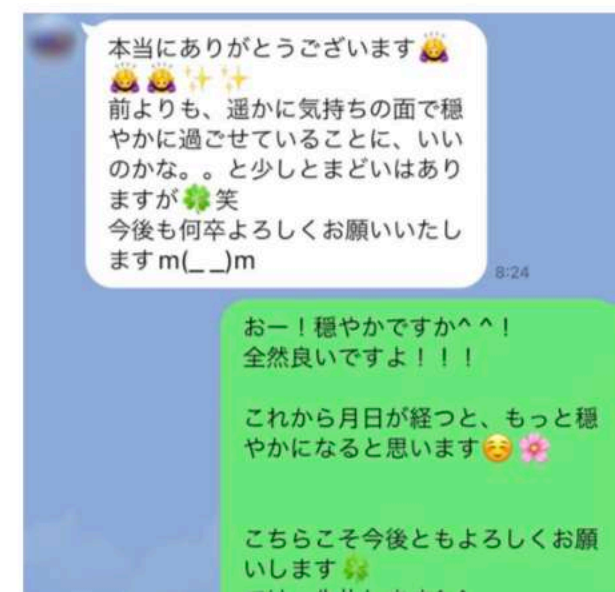 本当にありがとうございます🙇‍♀️
🙇‍♀️🙇‍♀️✨✨
前よりも、遥かに気持ちの面で穏
やかに過ごせていることに、いい
のかな。。と少しとまどいはあり
ますが🍀笑
今後も何卒よろしくお願いいたし
ますm(_ _)m
8:24
おー！穏やかですか^ ^！
全然良いですよ！！！
これから月日が経つと、もっと穏
やかになると思います☺️🌸
こちらこそ今後ともよろしくお願
いします🍀